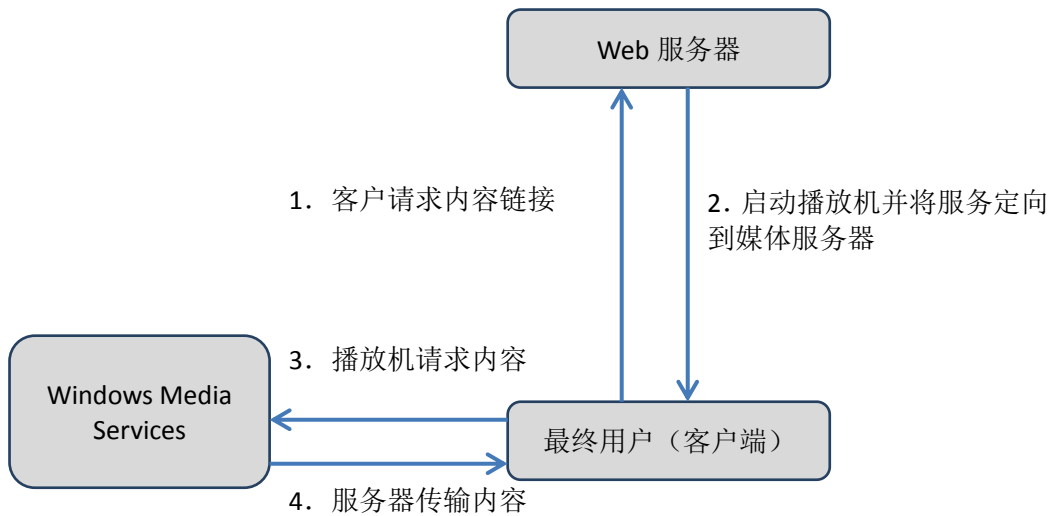 Web 服务器
1. 客户请求内容链接
2. 启动播放机并将服务定向
到媒体服务器
3. 播放机请求内容
Windows Media
Services
最终用户（客户端）
4. 服务器传输内容